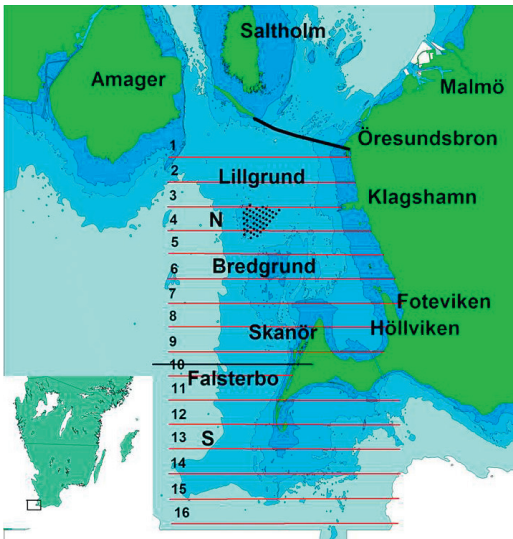 Saltholm
Amager
Malmö
Öresundsbron
1
2
Lillgrund
3
Klagshamn
4
N
5
6
Bredgrund
7
Foteviken
8
Skanör
Höllviken
9
10
Falsterbo
11
12
13
S
14
15
16